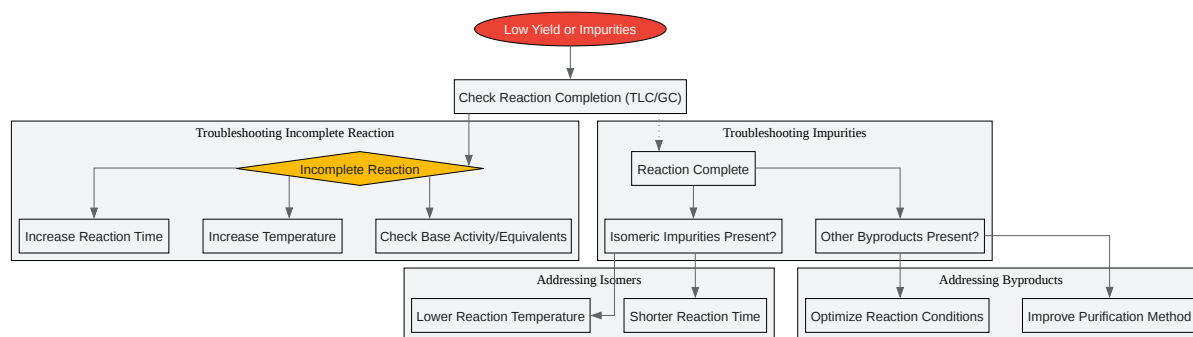 Low Yield or Impurities
Check Reaction Completion (TLC/GC)
Troubleshooting Incomplete Reaction
Troubleshooting Impurities
Incomplete Reaction
Reaction Complete
Increase Reaction Time
Increase Temperature
Check Base Activity/Equivalents
Isomeric Impurities Present?
Other Byproducts Present?
Addressing Isomers
Addressing Byproducts
Lower Reaction Temperature
Shorter Reaction Time
Optimize Reaction Conditions
Improve Purification Method